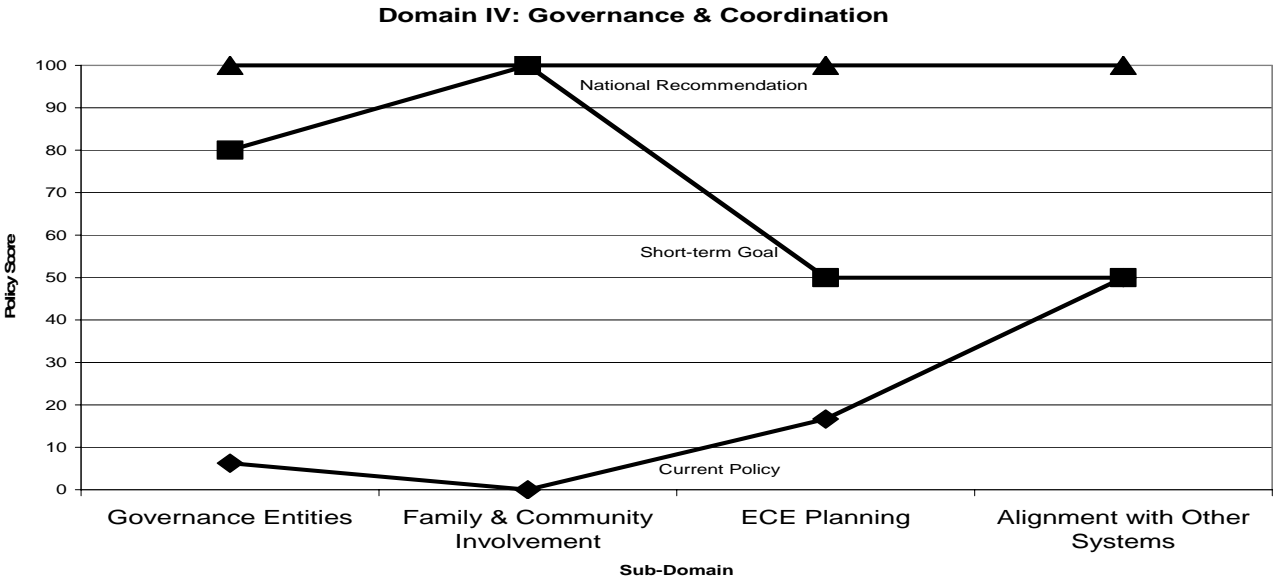 Domain IV: Governance & Coordination
100
90
80
70
60
50
40
30
20
10
0
Policy Score
National Recommendation
Short-term Goal
Current Policy
Governance Entities
Family & Community
Involvement
ECE Planning
Alignment with Other
Systems
Sub-Domain